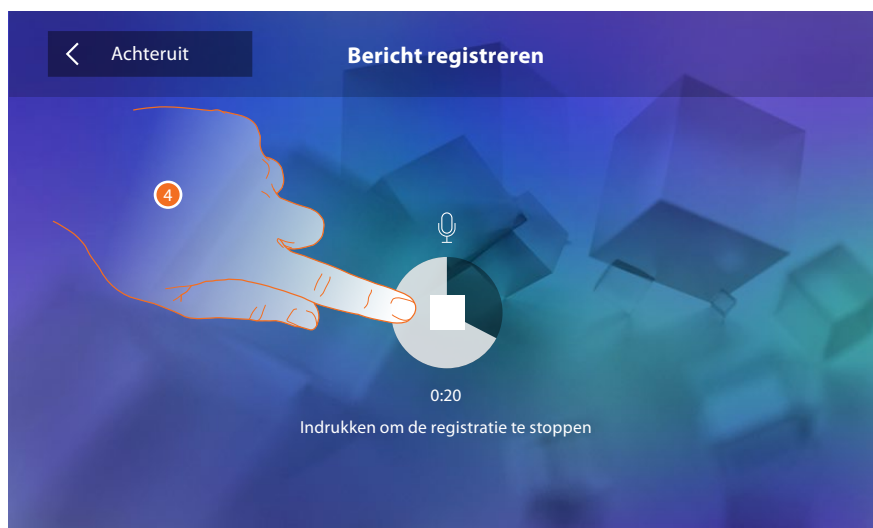 Achteruit
Bericht registreren
4
0:20
Indrukken om de registratie te stoppen